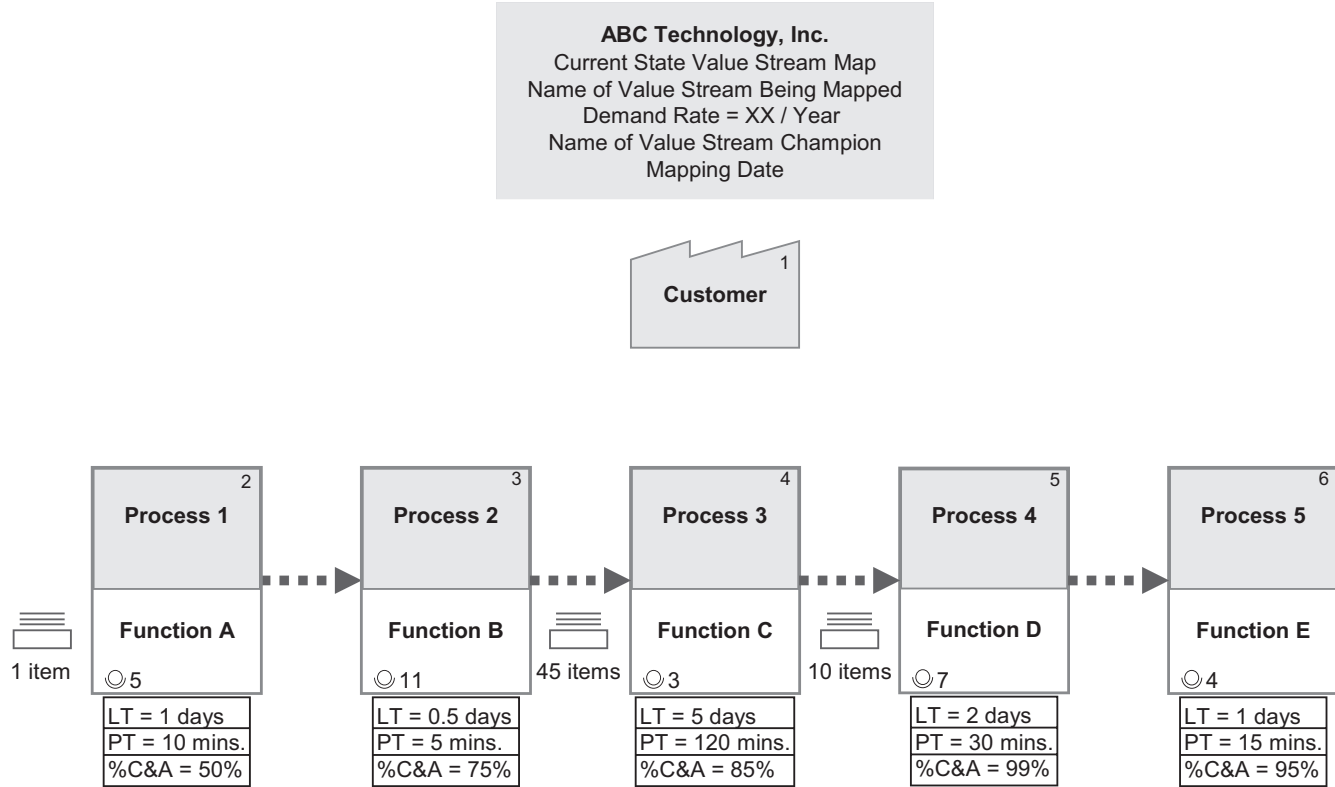 ABC Technology, Inc.
Current State Value Stream Map
Name of Value Stream Being Mapped
Demand Rate = XX / Year
Name of Value Stream Champion
Mapping Date
1
Customer
2
Process 1
Function A
5
LT = 1 days
PT = 10 mins.
%C&A = 50%
1 item
3
Process 2
Function B
11
LT = 0.5 days
PT = 5 mins.
%C&A = 75%
45 items
4
Process 3
Function C
3
LT = 5 days
PT = 120 mins.
%C&A = 85%
10 items
5
Process 4
Function D
7
LT = 2 days
PT = 30 mins.
%C&A = 99%
6
Process 5
Function E
4
LT = 1 days
PT = 15 mins.
%C&A = 95%